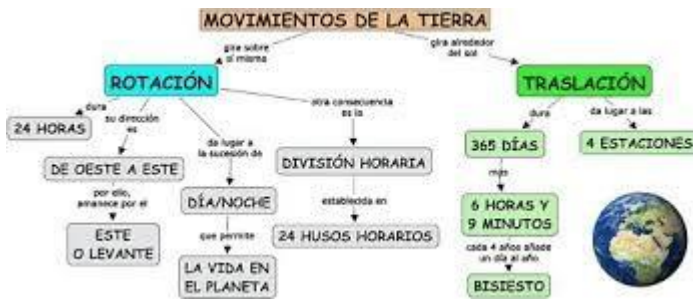 MOVIMIENTOS DE LA TIERRA
gira sobre
sí misma
gira alrededor
del sol
ROTACIÓN
TRASLACIÓN
dura
su dirección
es
da lugar a
la sucesión de
otra consecuencia
es la
dura
da lugar a las
24 HORAS
DE OESTE A ESTE
DIVISIÓN HORARIA
365 DÍAS
4 ESTACIONES
por ello,
amanece por el
DÍA/NOCHE
establecida en
más
ESTE
O LEVANTE
que permite
24 HUSOS HORARIOS
6 HORAS Y
9 MINUTOS
LA VIDA EN
EL PLANETA
cada 4 años añade
un día al año
BISIESTO